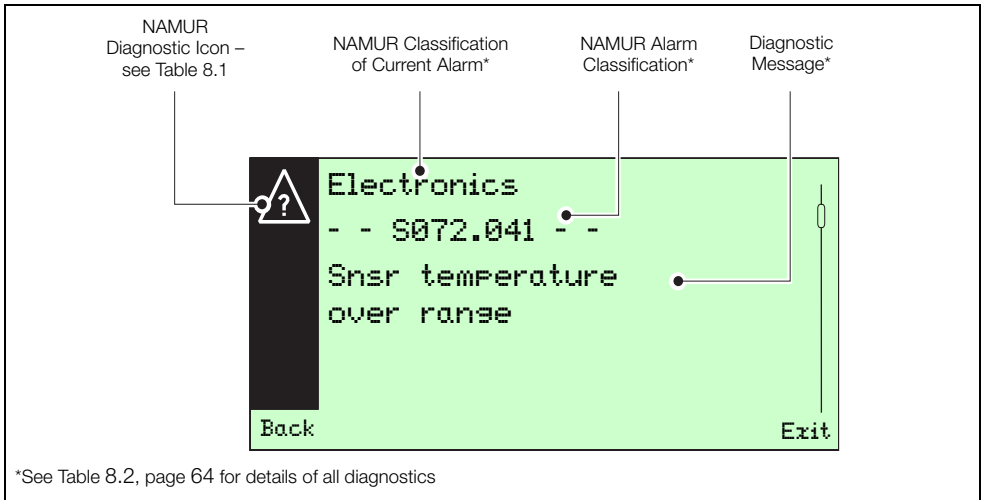 NAMUR
Diagnostic Icon –
see Table 8.1
NAMUR Classification
of Current Alarm*
NAMUR Alarm
Classification*
Diagnostic
Message*
?
Electronics
- - S072.041 - -
Snsr temperature
over range
Back
Exit
*See Table 8.2, page 64 for details of all diagnostics